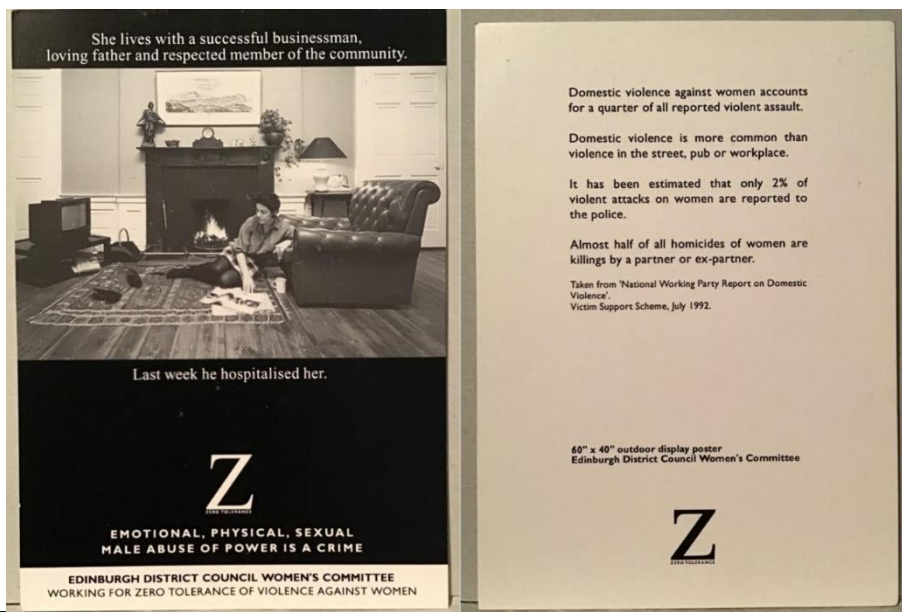 She lives with a successful businessman,
loving father and respected member of the community.
Last week he hospitalised her.
Z
ZERO TOLERANCE
EMOTIONAL, PHYSICAL, SEXUAL
MALE ABUSE OF POWER IS A CRIME
EDINBURGH DISTRICT COUNCIL WOMEN'S COMMITTEE
WORKING FOR ZERO TOLERANCE OF VIOLENCE AGAINST WOMEN
Domestic violence against women accounts
for a quarter of all reported violent assault.
Domestic violence is more common than
violence in the street, pub or workplace.
It has been estimated that only 2% of
violent attacks on women are reported to
the police.
Almost half of all homicides of women are
killings by a partner or ex-partner.
Taken from 'National Working Party Report on Domestic
Violence'.
Victim Support Scheme, July 1992.
60" x 40" outdoor display poster
Edinburgh District Council Women's Committee
Z
ZERO TOLERANCE